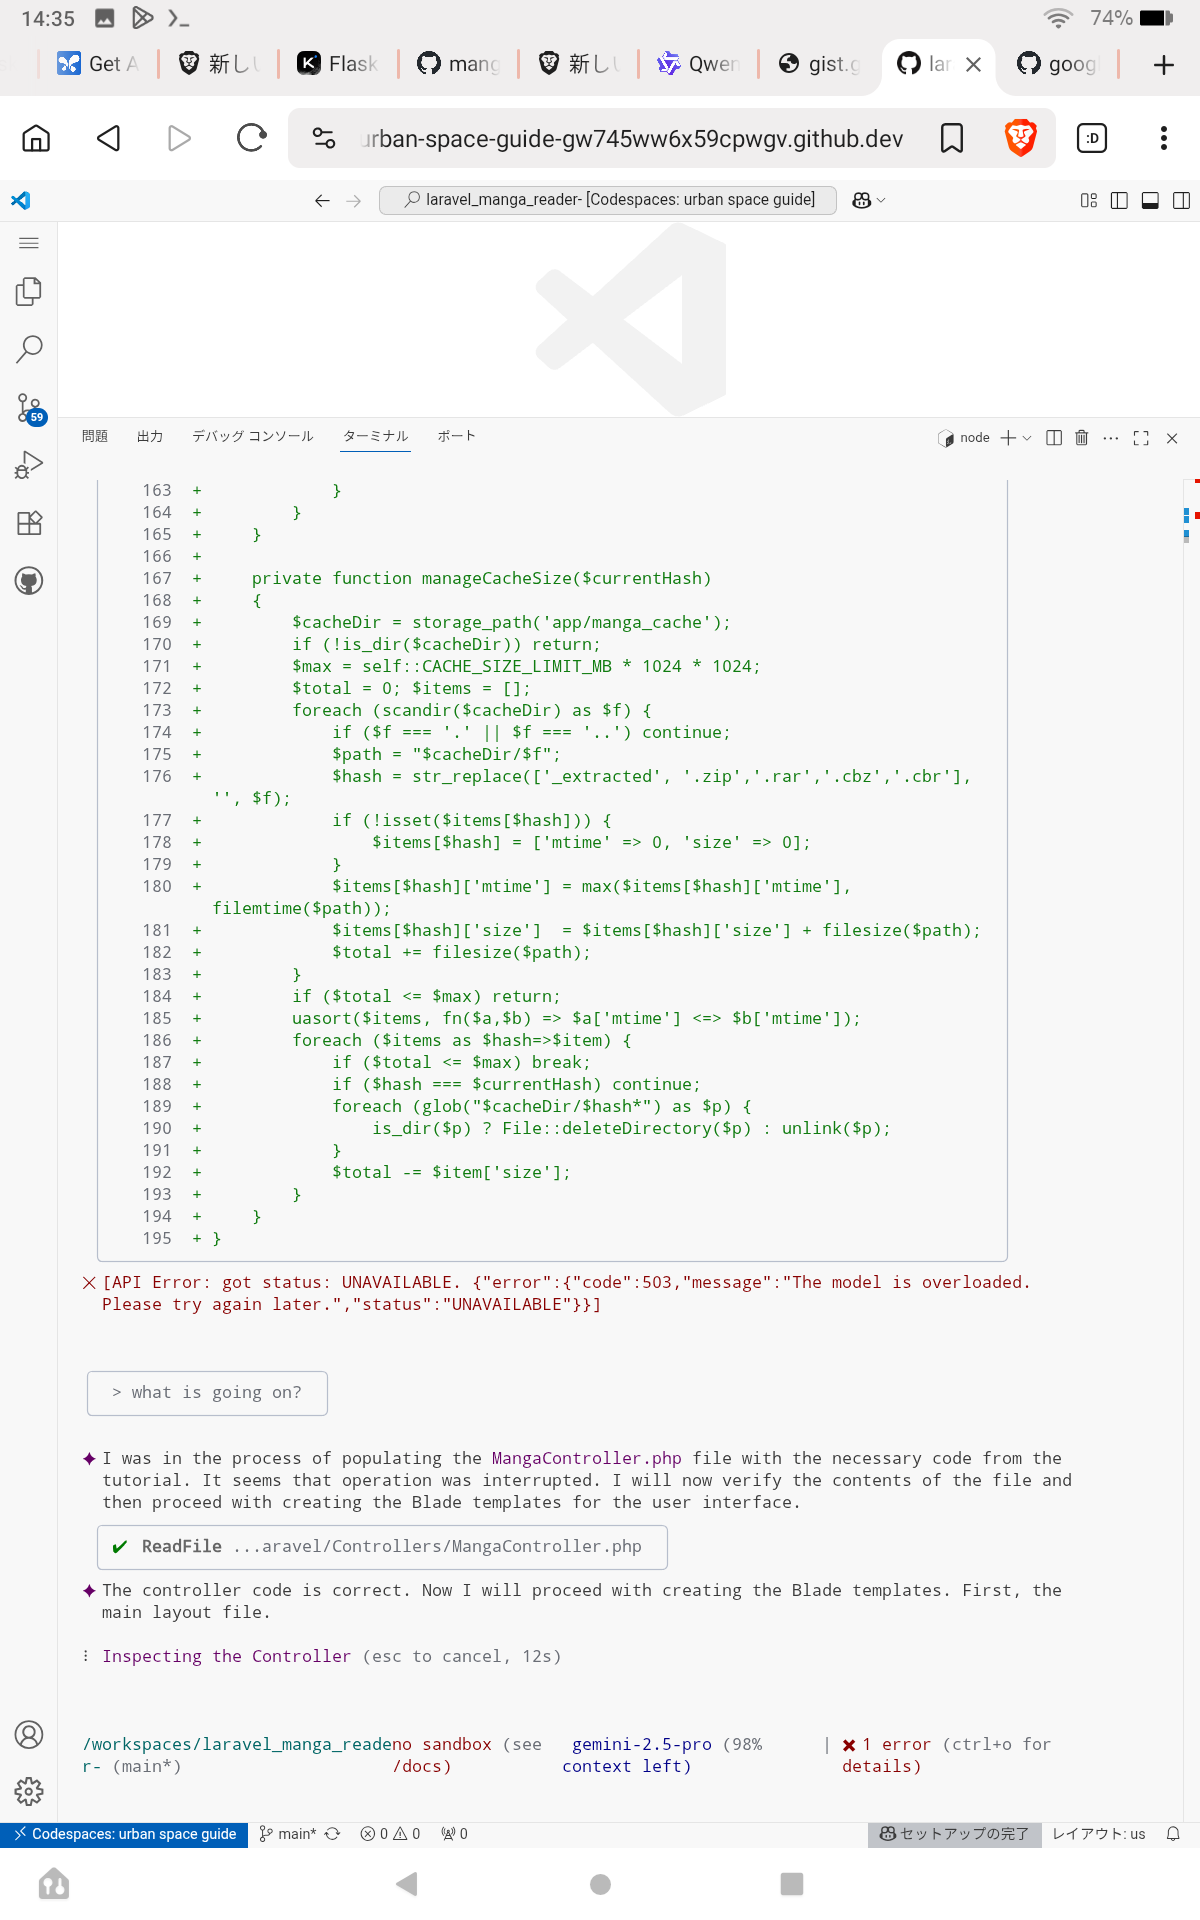 14:35
74%
Get A
新しい
Flask
mang
新しい
Qwen
gist.g
lar
goog
urban-space-guide-gw745ww6x59cpwgv.github.dev
:D
laravel_manga_reader- [Codespaces: urban space guide]
59
問題 出力 デバッグ コンソール ターミナル ポート
node
163 + }
164 + }
165 + }
166 +
167 + private function manageCacheSize($currentHash)
168 + {
169 + $cacheDir = storage_path('app/manga_cache');
170 + if (!is_dir($cacheDir)) return;
171 + $max = self::CACHE_SIZE_LIMIT_MB * 1024 * 1024;
172 + $total = 0; $items = [];
173 + foreach (scandir($cacheDir) as $f) {
174 + if ($f === '.' || $f === '..') continue;
175 + $path = "$cacheDir/$f";
176 + $hash = str_replace(['_extracted', '.zip','.rar','.cbz','.cbr'],
'', $f);
177 + if (!isset($items[$hash])) {
178 + $items[$hash] = ['mtime' => 0, 'size' => 0];
179 + }
180 + $items[$hash]['mtime'] = max($items[$hash]['mtime'],
filemtime($path));
181 + $items[$hash]['size']  = $items[$hash]['size'] + filesize($path);
182 + $total += filesize($path);
183 + }
184 + if ($total <= $max) return;
185 + uasort($items, fn($a,$b) => $a['mtime'] <=> $b['mtime']);
186 + foreach ($items as $hash=>$item) {
187 + if ($total <= $max) break;
188 + if ($hash === $currentHash) continue;
189 + foreach (glob("$cacheDir/$hash*") as $p) {
190 + is_dir($p) ? File::deleteDirectory($p) : unlink($p);
191 + }
192 + $total -= $item['size'];
193 + }
194 + }
195 + }
✕ [API Error: got status: UNAVAILABLE. {"error":{"code":503,"message":"The model is overloaded.
Please try again later.","status":"UNAVAILABLE"}}]
> what is going on?
✦ I was in the process of populating the MangaController.php file with the necessary code from the
tutorial. It seems that operation was interrupted. I will now verify the contents of the file and
then proceed with creating the Blade templates for the user interface.
✔ ReadFile ...aravel/Controllers/MangaController.php
✦ The controller code is correct. Now I will proceed with creating the Blade templates. First, the
main layout file.
Inspecting the Controller (esc to cancel, 12s)
/workspaces/laravel_manga_readeno sandbox (see gemini-2.5-pro (98% | ✖ 1 error (ctrl+o for
r- (main*) /docs) context left) details)
Codespaces: urban space guide main* 0 0 0 セットアップの完了 レイアウト: us